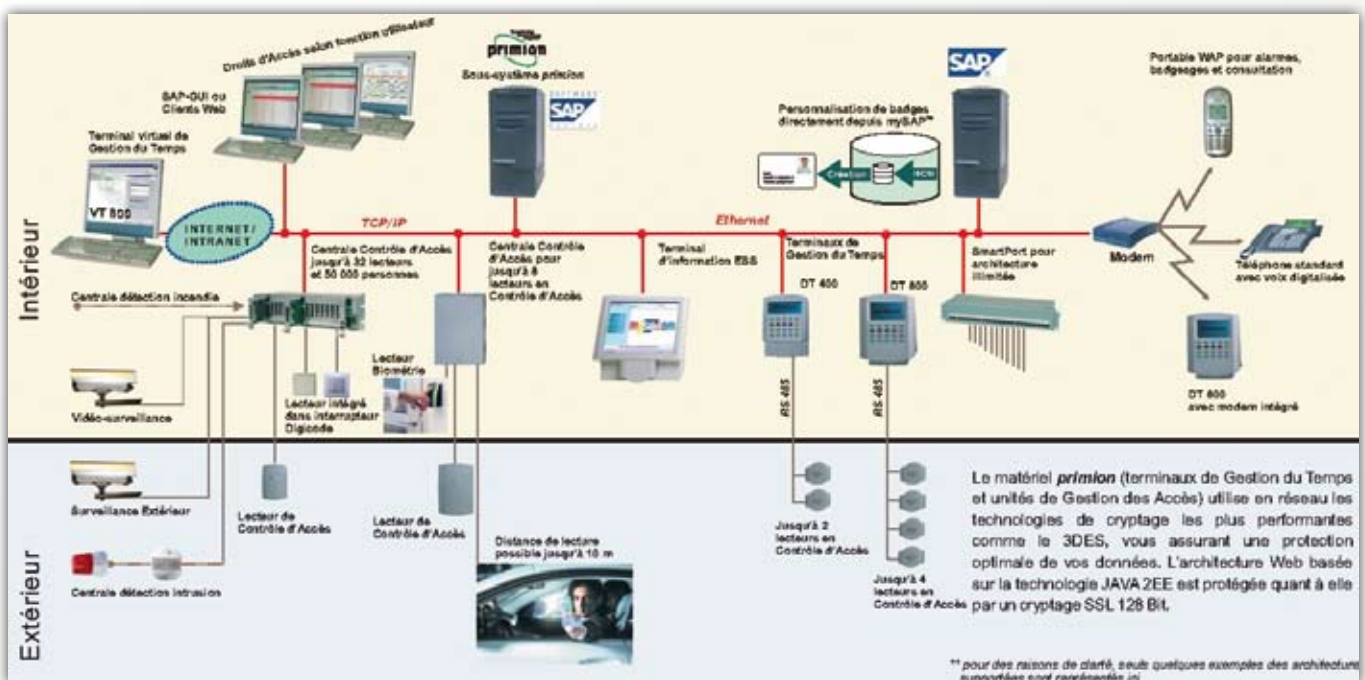 Droits d'Accès selon fonction utilisateur
SAP-GUI ou
Clients Web
Terminal virtuel de
Gestion du Temps
VT 800
INTERNET/
INTRANET
primion
Sous-système primion
SOFTWARE
SAP
SAP
Personnalisation de badges
directement depuis mySAP™
Création
Portable WAP pour alarmes,
badgeages et consultation
TCP/IP
Ethernet
Intérieur
Centrale Contrôle d'Accès
jusqu'à 32 lecteurs
et 50 000 personnes
Centrale Contrôle
d'Accès pour
jusqu'à 8
lecteurs en
Contrôle d'Accès
Terminal
d'information ESS
Terminaux de
Gestion du Temps
DT 400
DT 800
SmartPort pour
architecture
illimitée
Modem
Téléphone standard
avec voix digitalisée
DT 800
avec modem intégré
Centrale détection incendie
Vidéo-surveillance
Lecteur intégré
dans interrupteur
Digicode
Lecteur
Biométrie
RS 485
RS 485
Extérieur
Surveillance Extérieur
Centrale détection intrusion
Lecteur de
Contrôle d'Accès
Lecteur de
Contrôle d'Accès
Distance de lecture
possible jusqu'à 10 m
Jusqu'à 2
lecteurs en
Contrôle d'Accès
Jusqu'à 4
lecteurs en
Contrôle d'Accès
Le matériel primion (terminaux de Gestion du Temps
et unités de Gestion des Accès) utilise en réseau les
technologies de cryptage les plus performantes
comme le 3DES, vous assurant une protection
optimale de vos données. L'architecture Web basée
sur la technologie JAVA 2EE est protégée quant à elle
par un cryptage SSL 128 Bit.
** pour des raisons de clarté, seuls quelques exemples des architecture
supportées sont représentés ici